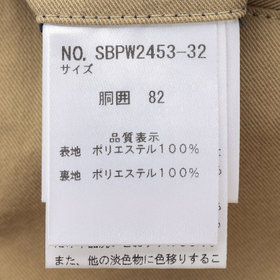 NO. SBPW2453-32
サイズ
胴囲 82
品質表示
表地 ポリエステル100%
裏地 ポリエステル100%
また、他の淡色物に色移りするこ